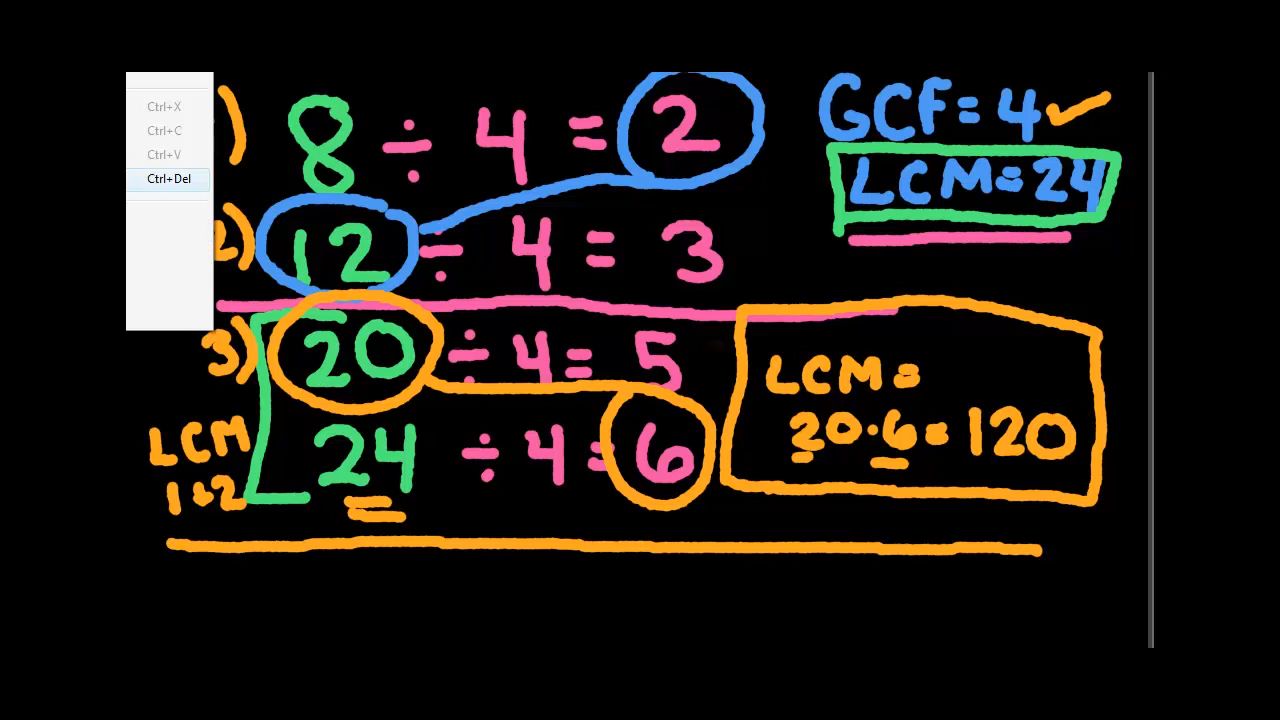 Ctrl+X
Ctrl+C
Ctrl+V
Ctrl+Del
) 8 ÷ 4 = 2
2) 12 ÷ 4 = 3
GCF = 4 ✓
LCM = 24
3) 20 ÷ 4 = 5
24 ÷ 4 = 6
LCM
1+2
LCM =
20 · 6 = 120